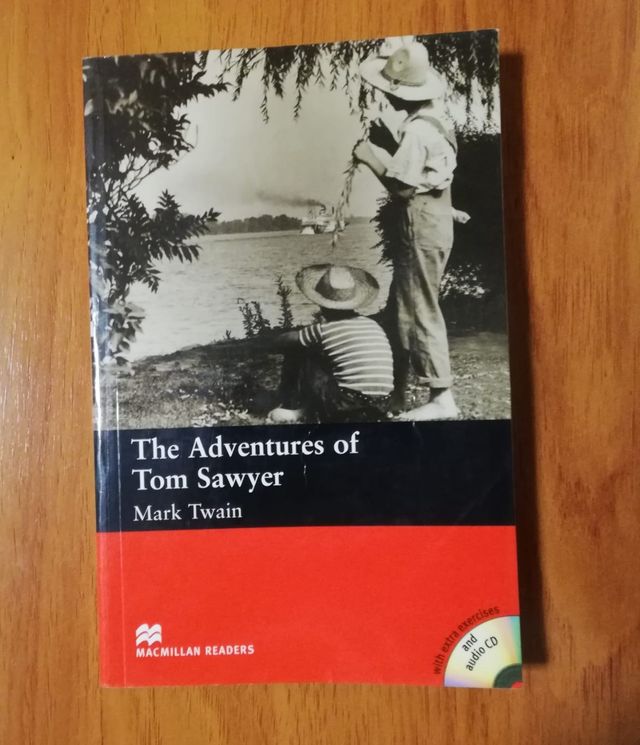 The Adventures of
Tom Sawyer
Mark Twain
MACMILLAN READERS
with extra exercises
and
audio CD